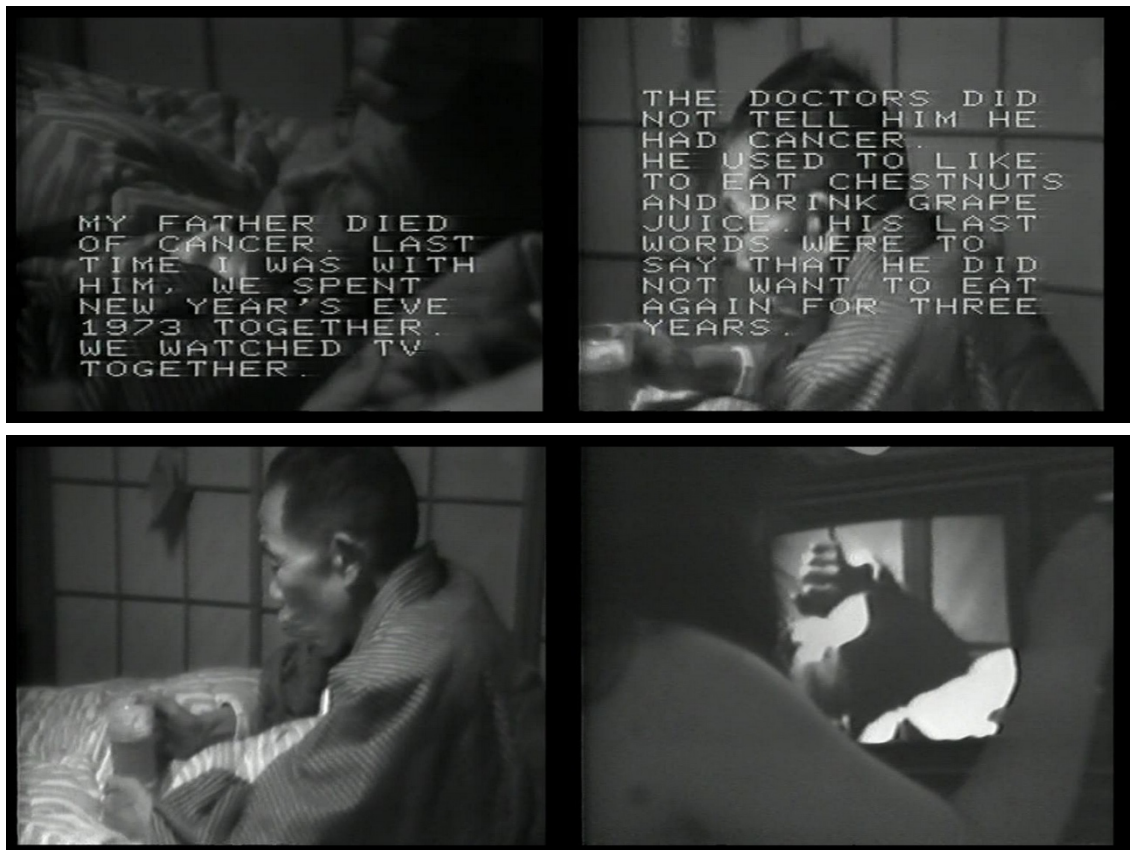 MY FATHER DIED
OF CANCER. LAST
TIME I WAS WITH
HIM, WE SPENT
NEW YEAR'S EVE
1973 TOGETHER.
WE WATCHED TV
TOGETHER.
THE DOCTORS DID
NOT TELL HIM HE
HAD CANCER.
HE USED TO LIKE
TO EAT CHESTNUTS
AND DRINK GRAPE
JUICE. HIS LAST
WORDS WERE TO
SAY THAT HE DID
NOT WANT TO EAT
AGAIN FOR THREE
YEARS.